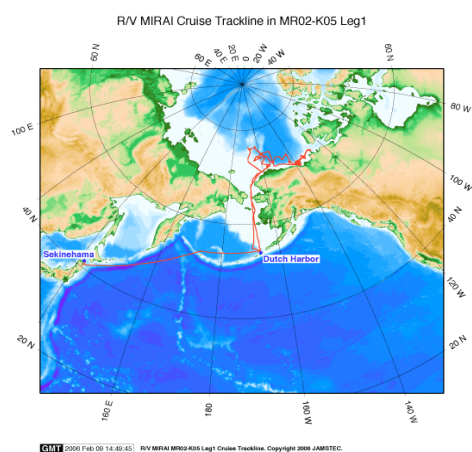 R/V MIRAI Cruise Trackline in MR02-K05 Leg1
60 N
80 E
60 E
20 E
0
20 W
40 W
60 N
80 W
100 E
100 W
40 N
40 N
Sekinehama
Dutch Harbor
20 N
20 N
160 E
180
160 W
140 W
GMT 2006 Feb 09 14:49:45 R/V MIRAI MR02-K05 Leg1 Cruise Trackline. Copyright 2006 JAMSTEC.